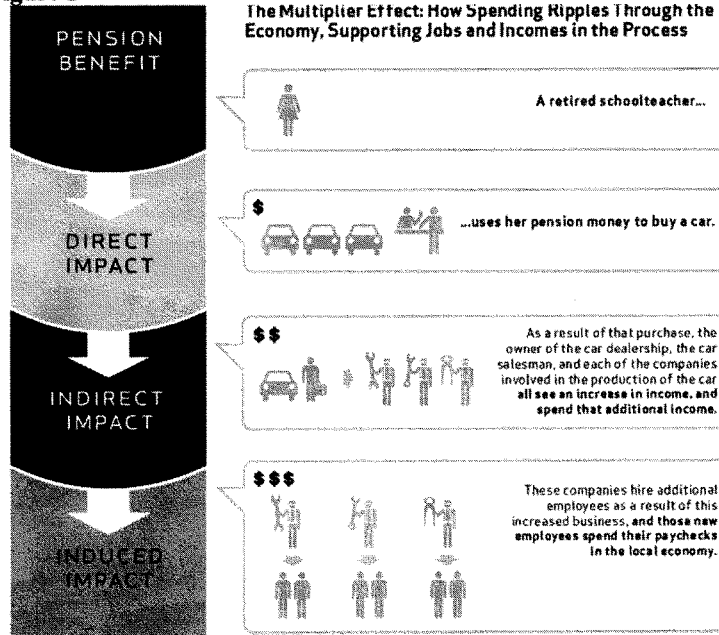 The Multiplier Effect: How Spending Ripples Through the
Economy, Supporting Jobs and Incomes in the Process
PENSION
BENEFIT
A retired schoolteacher...
DIRECT
IMPACT
$
...uses her pension money to buy a car.
INDIRECT
IMPACT
$$
As a result of that purchase, the
owner of the car dealership, the car
salesman, and each of the companies
involved in the production of the car
all see an increase in income, and
spend that additional income.
INDUCED
IMPACT
$$$
These companies hire additional
employees as a result of this
increased business, and those new
employees spend their paychecks
in the local economy.